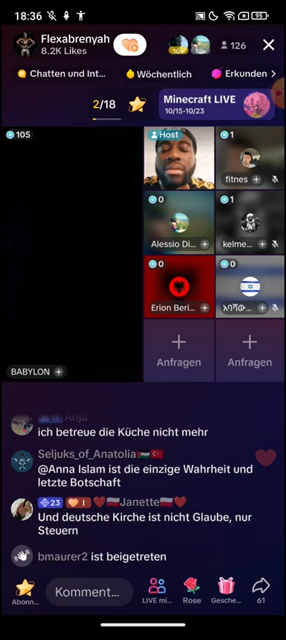 18:36
95
Flexabrenyah
8.2K Likes
126
Chatten und Int...
Wöchentlich
Erkunden >
2/18
Minecraft LIVE
10/15-10/23
105
Host
1
fitnes
0
Alessio Di...
1
kelme...
0
Erion Beri...
0
BABYLON
+
Anfragen
+
Anfragen
Anja
ich betreue die Küche nicht mehr
Seljuks_of_Anatolia🇵🇸🇹🇷
@Anna Islam ist die einzige Wahrheit und
letzte Botschaft
23 I ❤️🇵🇱Janette🇵🇱❤️
Und deutsche Kirche ist nicht Glaube, nur
Steuern
bmaurer2 ist beigetreten
Abonn...
Komment...
LIVE mi...
Rose
Gesche...
61